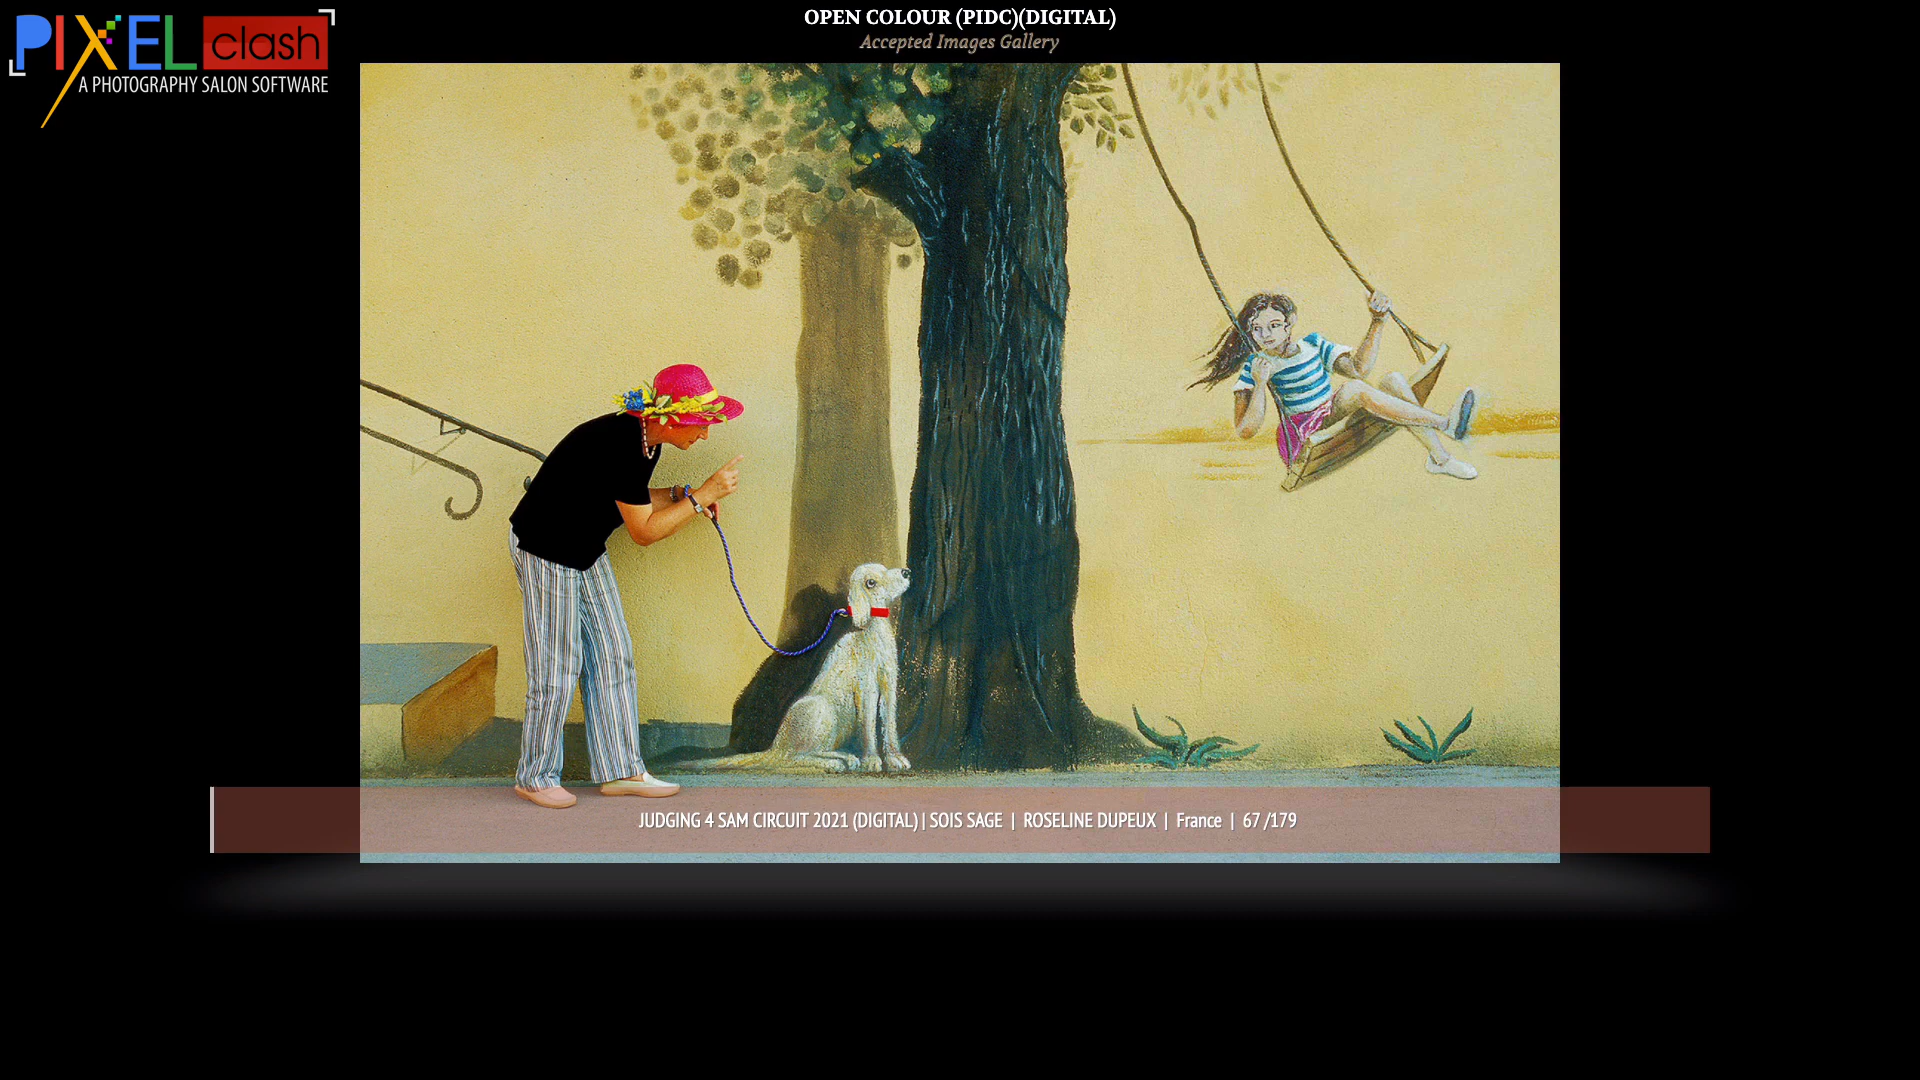 PIXEL clash
A PHOTOGRAPHY SALON SOFTWARE
OPEN COLOUR (PIDC)(DIGITAL)
Accepted Images Gallery
JUDGING 4 SAM CIRCUIT 2021 (DIGITAL) | SOIS SAGE | ROSELINE DUPEUX | France | 67 /179